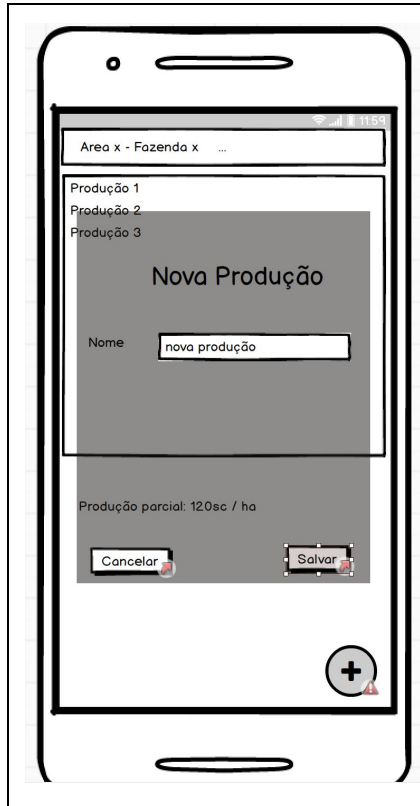 11:59
Area x - Fazenda x ...
Produção 1
Produção 2
Produção 3
Nova Produção
Nome nova produção
Produção parcial: 120sc / ha
Cancelar Salvar